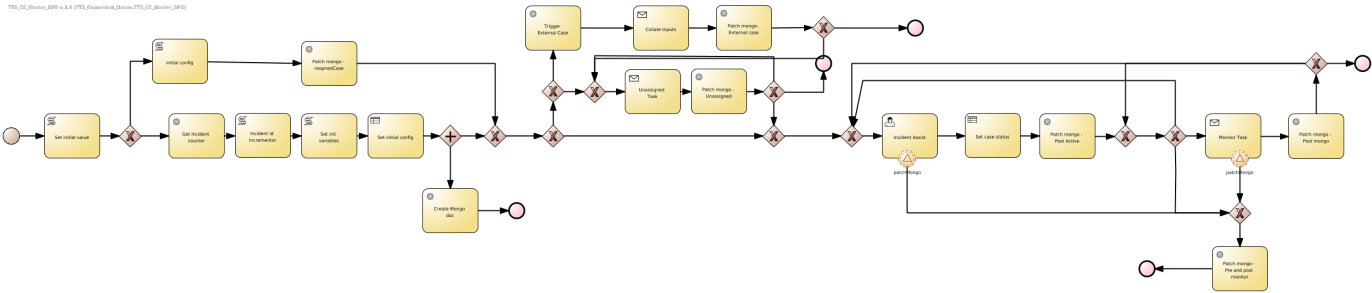 Trigger
External Case
Collate Inputs
Patch mongo-
External case
initial config
Patch mongo -
reopnedCase
Unassigned
Task
Patch mongo -
Unassigned
Set initial value
Get incident
counter
Incident Id
Incrementor
Set init
variables
Set initial config
Incident Assist
Set case status
Patch mongo -
Post Active
Monitor Task
Patch mongo -
Post mongo
patchMongo
patchMongo
Create Mongo
doc
Patch mongo -
Pre and post
monitor